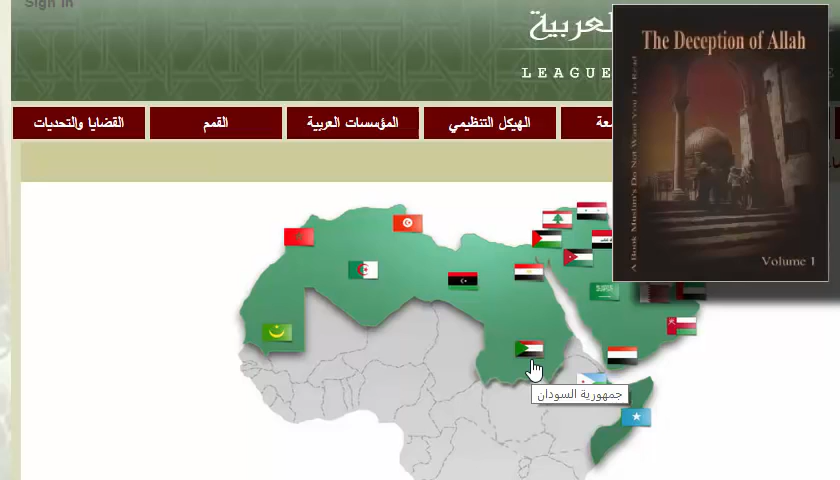 Sign In
LEAGUE
القضايا والتحديات
القمم
المؤسسات العربية
الهيكل التنظيمي
جمهورية السودان
The Deception of Allah
A Book Muslim's Do Not Want You To Read
Volume 1